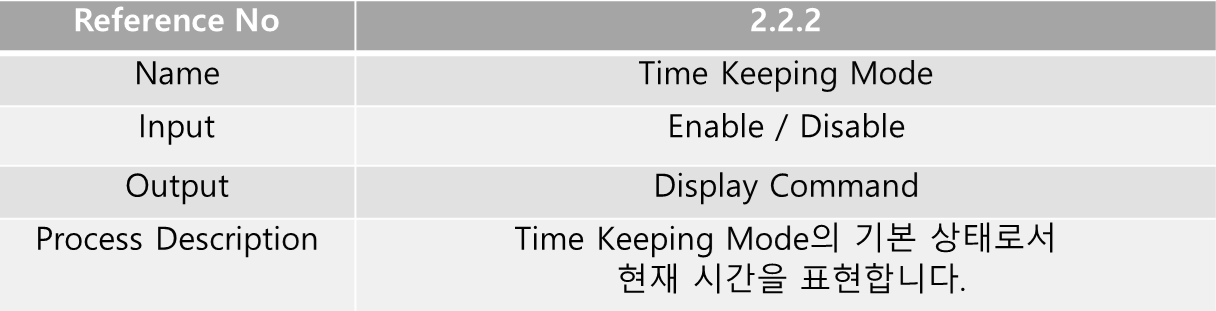 Reference No 2.2.2
Name Time Keeping Mode
Input Enable / Disable
Output Display Command
Process Description Time Keeping Mode의 기본 상태로서
현재 시간을 표현합니다.